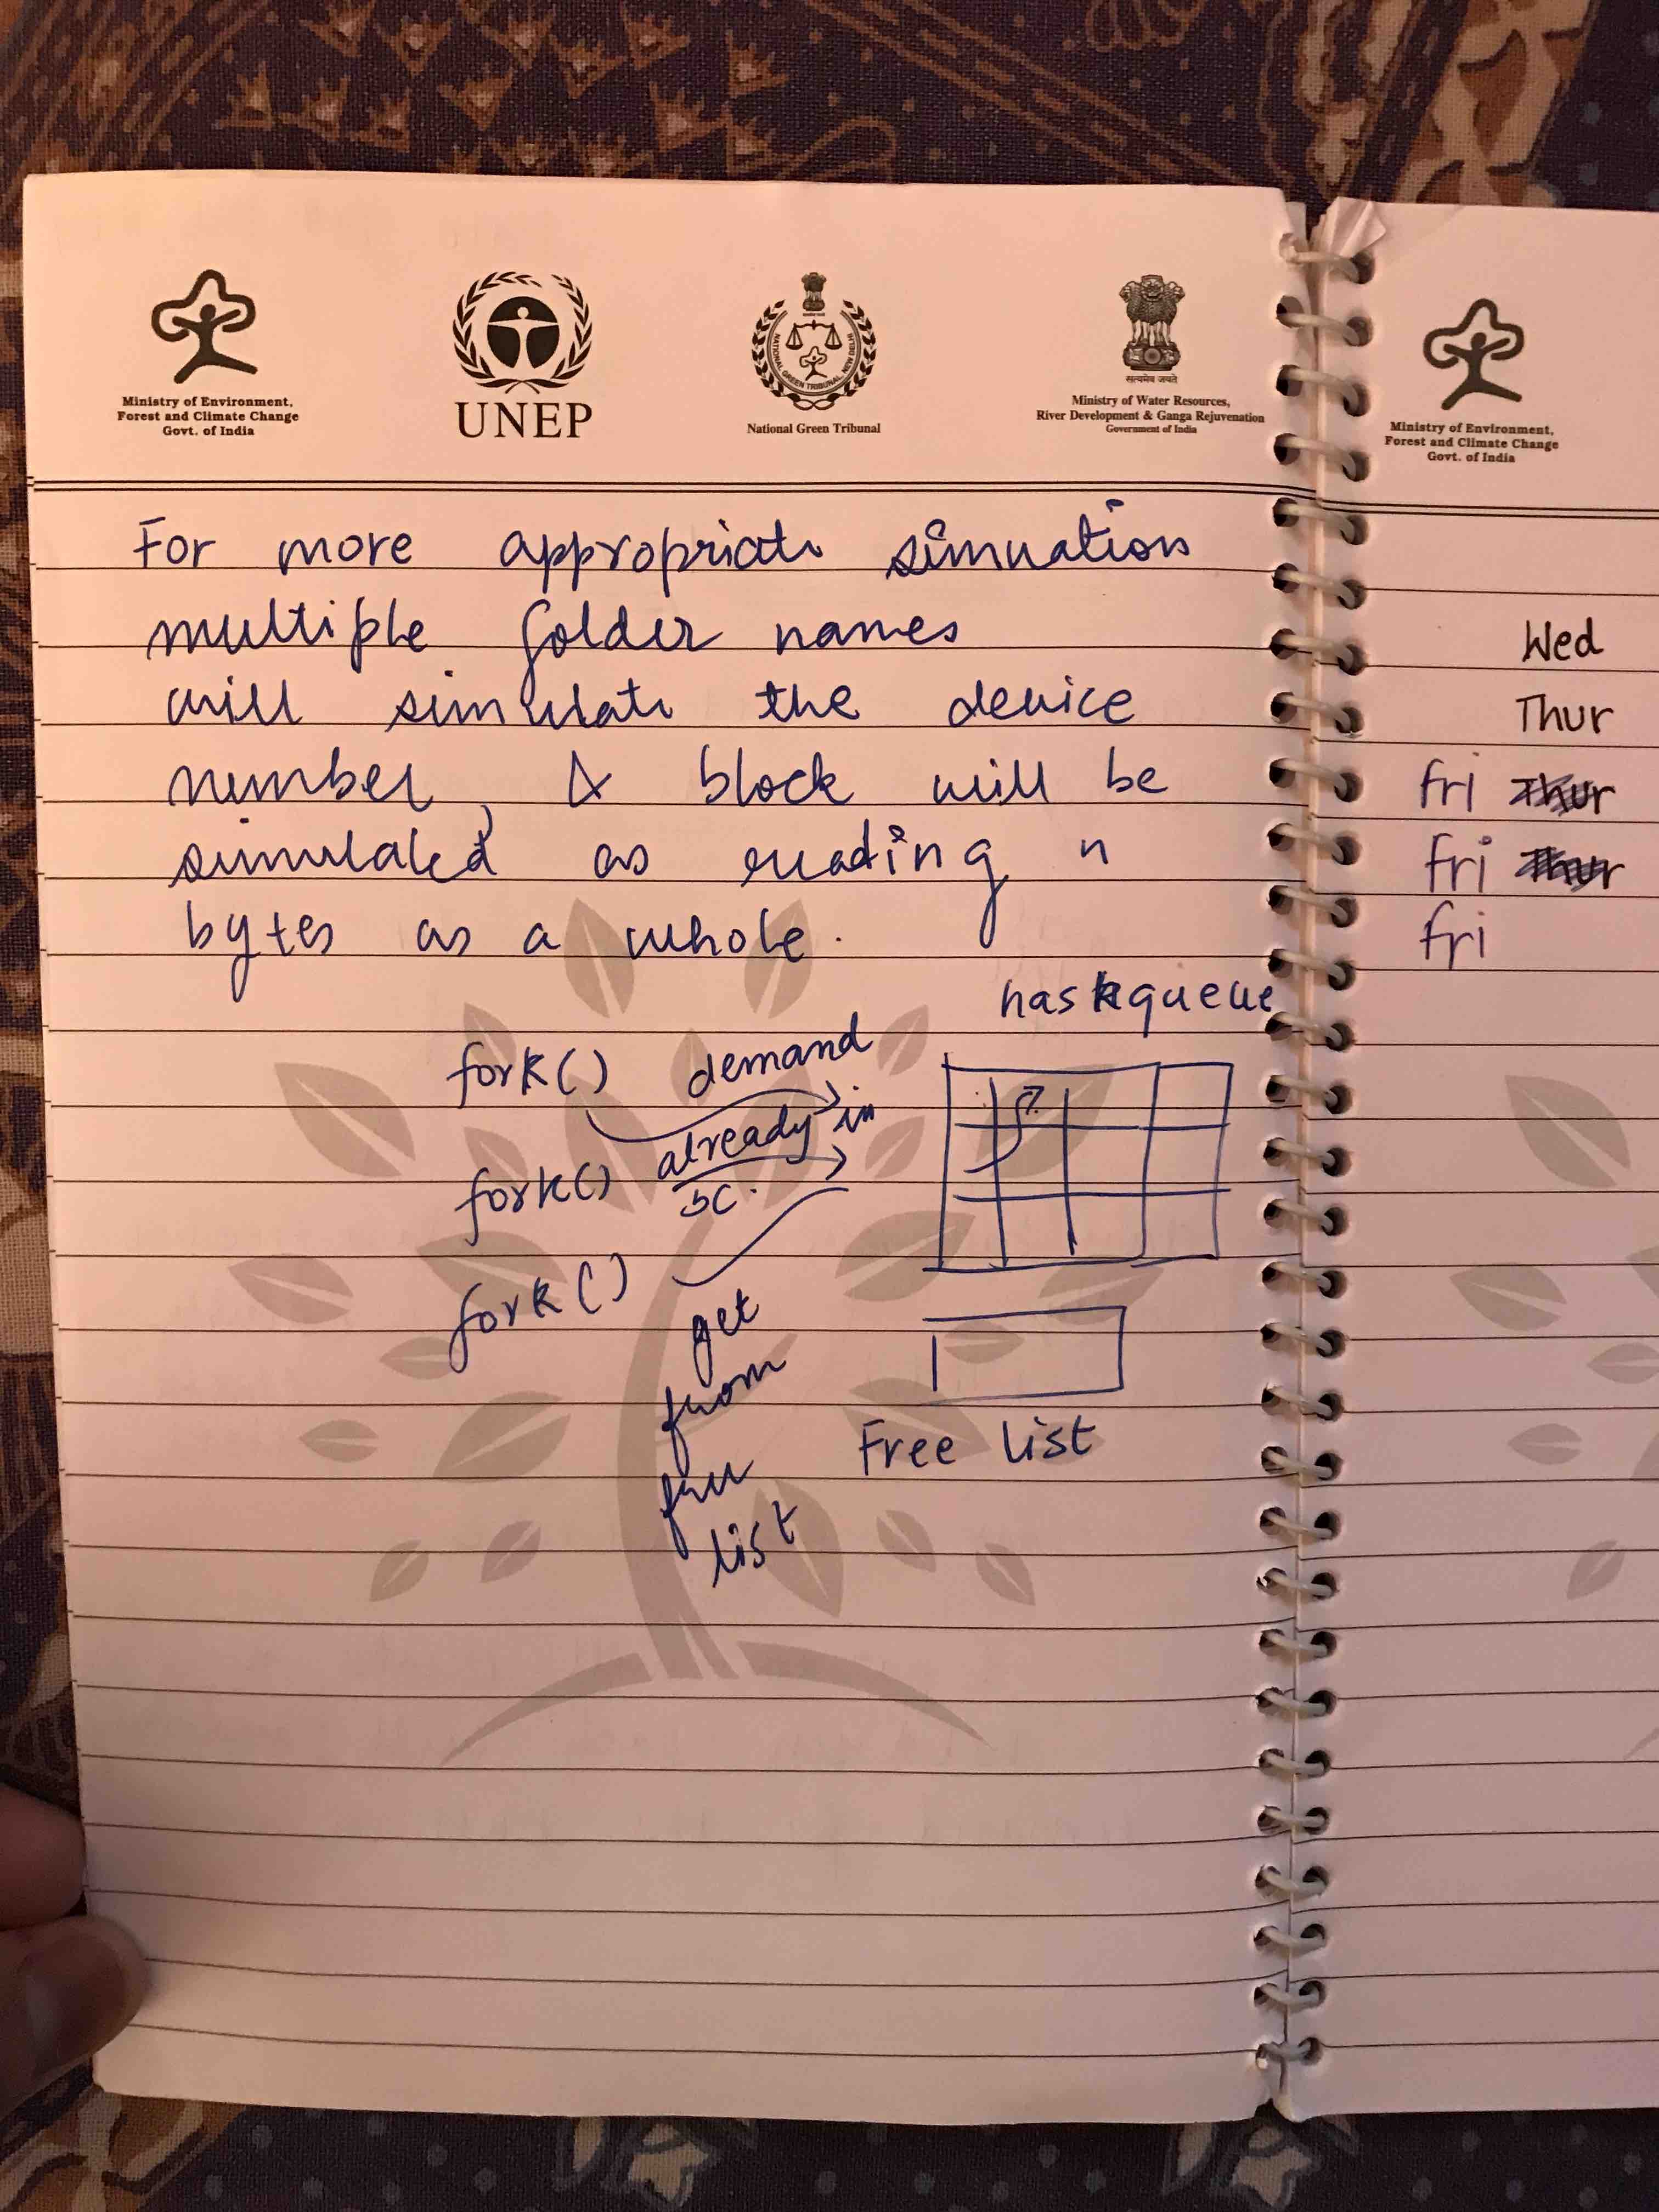 Ministry of Environment,
Forest and Climate Change
Govt. of India
UNEP
NATIONAL GREEN TRIBUNAL, NEW DELHI
National Green Tribunal
सत्यमेव जयते
Ministry of Water Resources,
River Development & Ganga Rejuvenation
Government of India
For more appropriate simuation
multiple folder names
will simulate the device
number, & block will be
simulated as reading n
bytes as a whole.
hashqueue
fork() demand
fork() already in
bc.
fork()
get
from
free
list
Free list
Ministry of Environment,
Forest and Climate Change
Govt. of India
Wed
Thur
fri Thur
fri Thur
fri